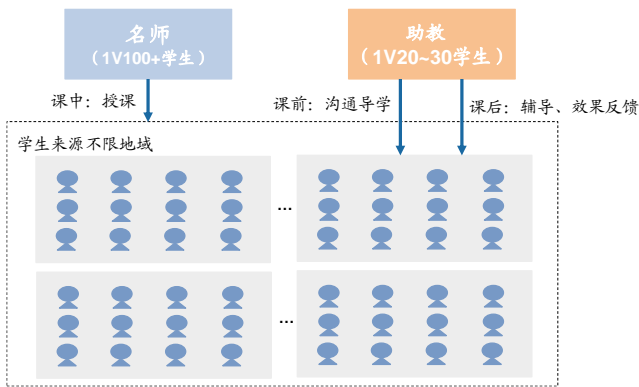 名师
（1V100+学生）
助教
（1V20~30学生）
课中：授课
课前：沟通导学
课后：辅导、效果反馈
学生来源不限地域
...
...